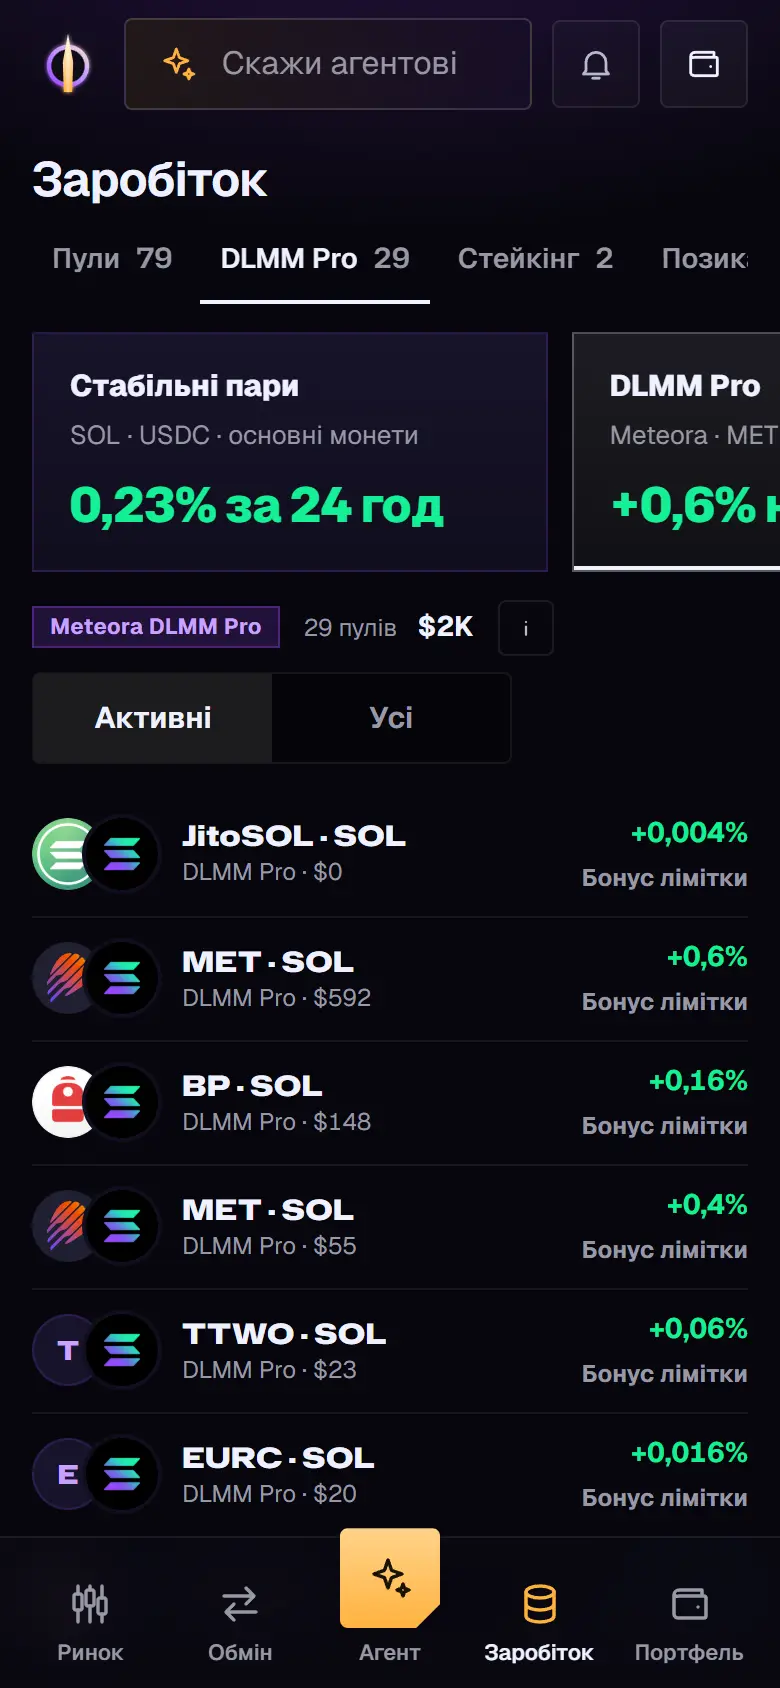 Скажи агентові
Заробіток
Пули 79 DLMM Pro 29 Стейкінг 2 Позик
Стабільні пари
SOL · USDC · основні монети
0,23% за 24 год
DLMM Pro
Meteora · MET
+0,6% н
Meteora DLMM Pro 29 пулів $2K i
Активні Усі
JitoSOL · SOL +0,004%
DLMM Pro · $0 Бонус лімітки
MET · SOL +0,6%
DLMM Pro · $592 Бонус лімітки
BP · SOL +0,16%
DLMM Pro · $148 Бонус лімітки
MET · SOL +0,4%
DLMM Pro · $55 Бонус лімітки
T TTWO · SOL +0,06%
DLMM Pro · $23 Бонус лімітки
E EURC · SOL +0,016%
DLMM Pro · $20 Бонус лімітки
Ринок Обмін Агент Заробіток Портфель